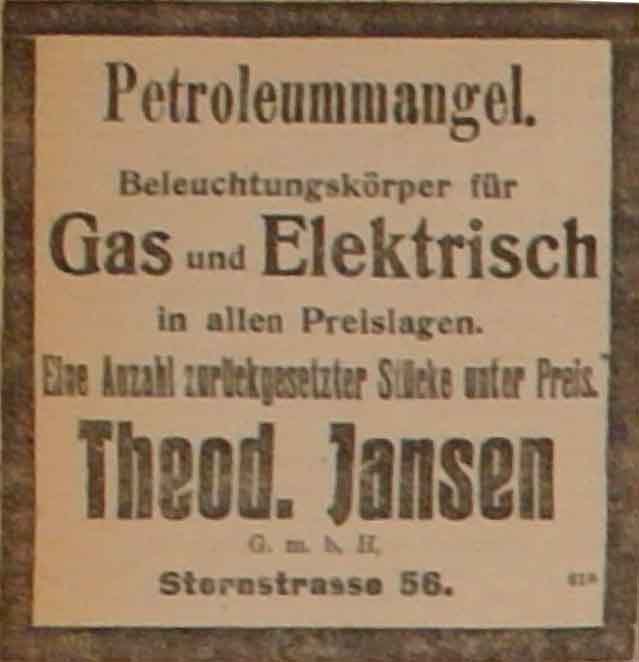 Petroleummangel.
Beleuchtungskörper für
Gas und Elektrisch
in allen Preislagen.
Eine Anzahl zurückgesetzter Stücke unter Preis.
Theod. Jansen
G. m. b. H.
Sternstrasse 56.